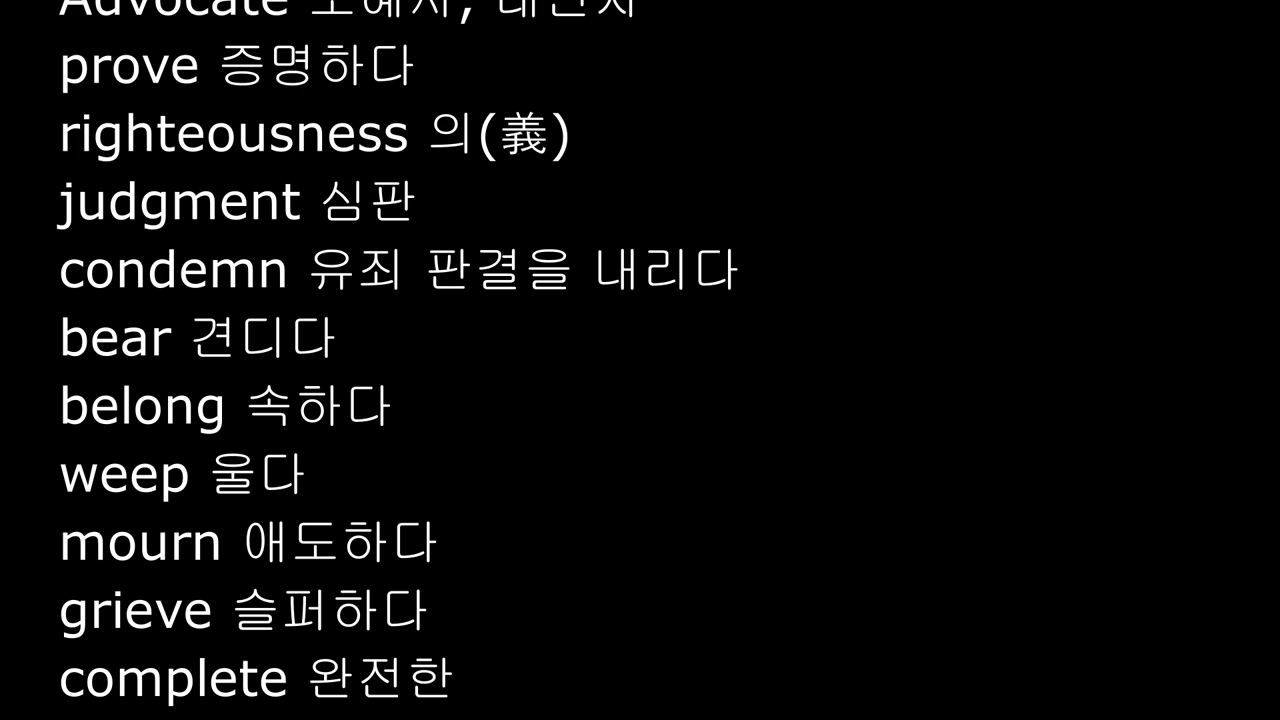 Advocate
prove 증명하다
righteousness 의(義)
judgment 심판
condemn 유죄 판결을 내리다
bear 견디다
belong 속하다
weep 울다
mourn 애도하다
grieve 슬퍼하다
complete 완전한